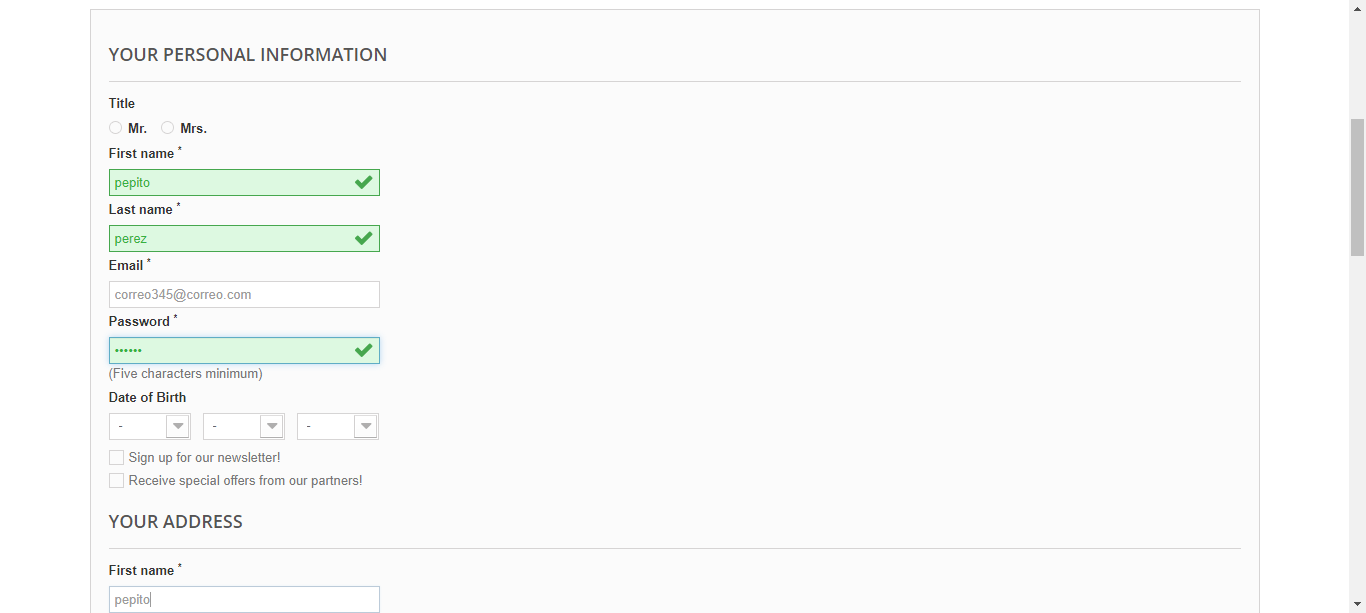 YOUR PERSONAL INFORMATION
Title
Mr. Mrs.
First name *
pepito
Last name *
perez
Email *
correo345@correo.com
Password *
••••••
(Five characters minimum)
Date of Birth
- - -
Sign up for our newsletter!
Receive special offers from our partners!
YOUR ADDRESS
First name *
pepito